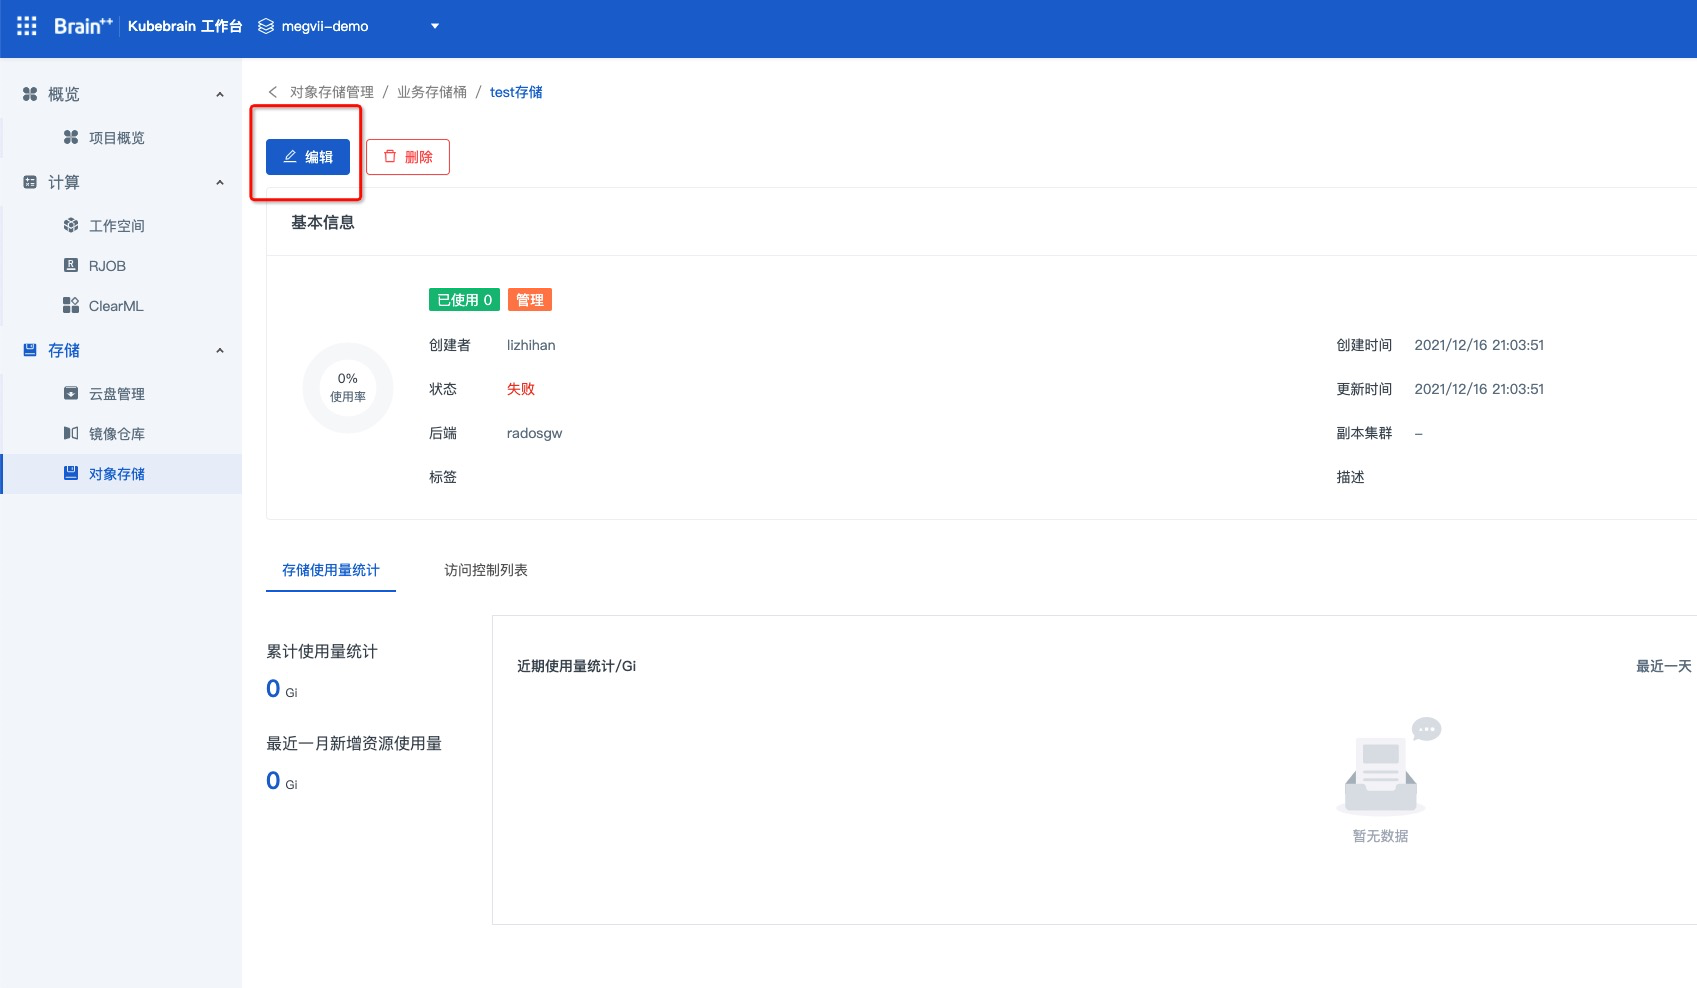 Brain++ Kubebrain 工作台 megvii-demo
概览
项目概览
计算
工作空间
RJOB
ClearML
存储
云盘管理
镜像仓库
对象存储
对象存储管理 / 业务存储桶 / test存储
编辑 删除
基本信息
0%
使用率
已使用 0 管理
创建者 lizhihan 创建时间 2021/12/16 21:03:51
状态 失败 更新时间 2021/12/16 21:03:51
后端 radosgw 副本集群 –
标签 描述
存储使用量统计 访问控制列表
累计使用量统计
0 Gi
最近一月新增资源使用量
0 Gi
近期使用量统计/Gi 最近一天
暂无数据